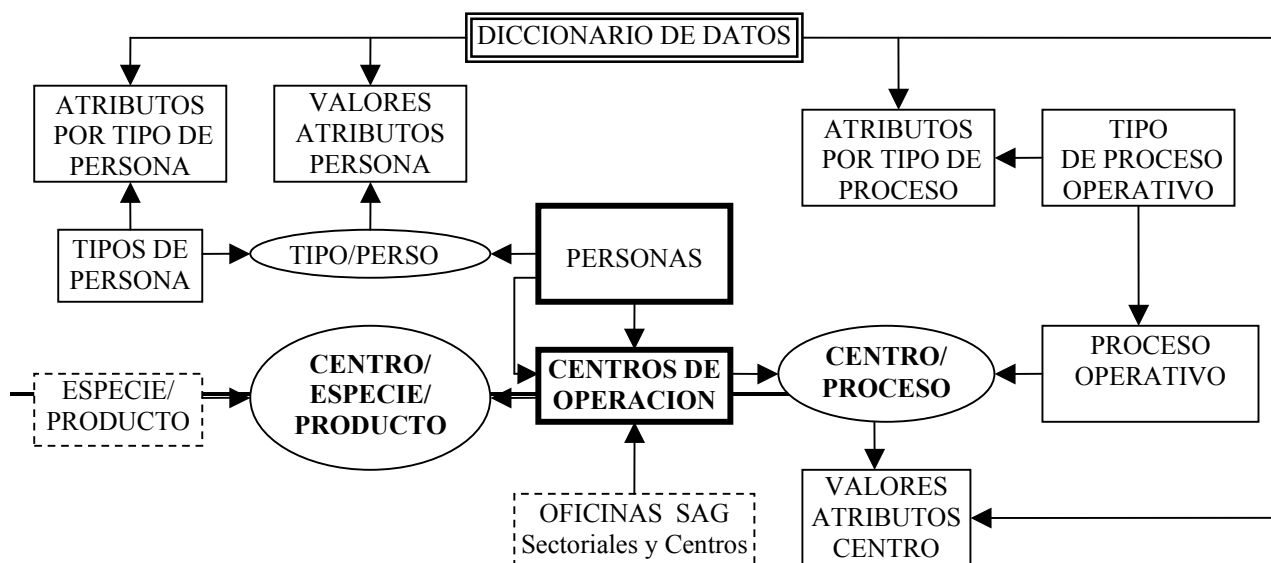 DICCIONARIO DE DATOS
ATRIBUTOS
POR TIPO DE
PERSONA
VALORES
ATRIBUTOS
PERSONA
ATRIBUTOS
POR TIPO DE
PROCESO
TIPO
DE PROCESO
OPERATIVO
TIPOS DE
PERSONA
TIPO/PERSO
PERSONAS
ESPECIE/
PRODUCTO
CENTRO/
ESPECIE/
PRODUCTO
CENTROS DE
OPERACION
CENTRO/
PROCESO
PROCESO
OPERATIVO
OFICINAS SAG
Sectoriales y Centros
VALORES
ATRIBUTOS
CENTRO